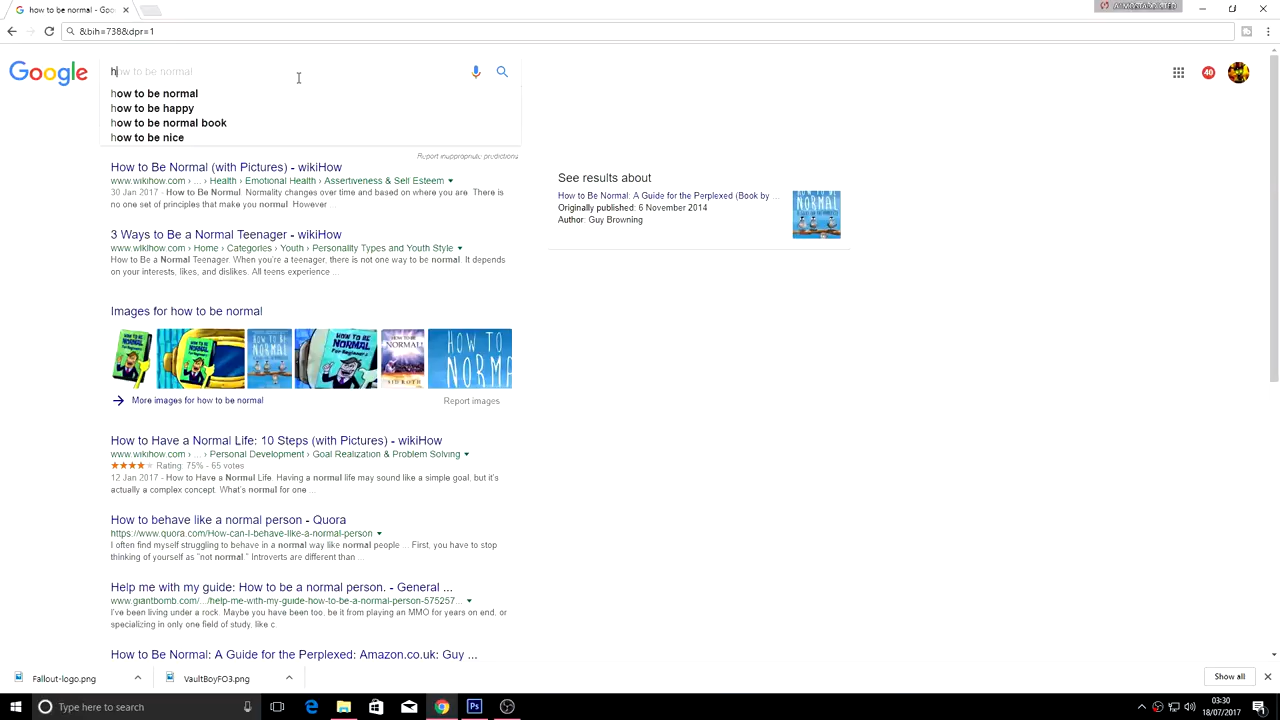 how to be normal - Goo
&bih=738&dpr=1
Google
how to be normal
40
how to be normal
how to be happy
how to be normal book
how to be nice
Report inappropriate predictions
How to Be Normal (with Pictures) - wikiHow
www.wikihow.com › ... › Health › Emotional Health › Assertiveness & Self Esteem
30 Jan 2017 - How to Be Normal. Normality changes over time and based on where you are. There is
no one set of principles that make you normal. However ...
3 Ways to Be a Normal Teenager - wikiHow
www.wikihow.com › Home › Categories › Youth › Personality Types and Youth Style
How to Be a Normal Teenager. When you're a teenager, there is not one way to be normal. It depends
on your interests, likes, and dislikes. All teens experience ...
See results about
How to Be Normal: A Guide for the Perplexed (Book by ...
Originally published: 6 November 2014
Author: Guy Browning
Images for how to be normal
HOW TO BE NORMAL
More images for how to be normal
Report images
How to Have a Normal Life: 10 Steps (with Pictures) - wikiHow
www.wikihow.com › ... › Personal Development › Goal Realization & Problem Solving
Rating: 75% - 65 votes
12 Jan 2017 - How to Have a Normal Life. Having a normal life may sound like a simple goal, but it's
actually a complex concept. What's normal for one ...
How to behave like a normal person - Quora
https://www.quora.com/How-can-I-behave-like-a-normal-person
I often find myself struggling to behave in a normal way like normal people ... First, you have to stop
thinking of yourself as "not normal." Introverts are different than ...
Help me with my guide: How to be a normal person. - General ...
www.giantbomb.com/.../help-me-with-my-guide-how-to-be-a-normal-person-575257...
I've been living under a rock. Maybe you have been too, be it from playing an MMO for years on end, or
specializing in only one field of study, like c.
How to Be Normal: A Guide for the Perplexed: Amazon.co.uk: Guy ...
Fallout-logo.png
VaultBoyFO3.png
Show all
Type here to search
03:30
18/07/2017